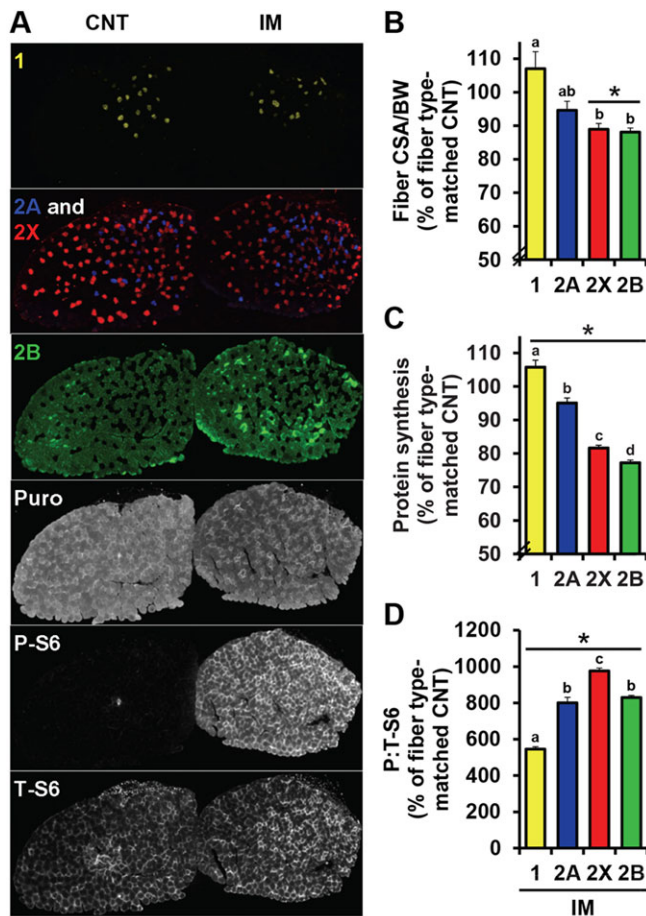 A
CNT IM
1
2A and
2X
2B
Puro
P-S6
T-S6
B
Fiber CSA/BW
(% of fiber type-
matched CNT)
110
100
90
80
70
60
50
a
ab
*
b b
1 2A 2X 2B
C
Protein synthesis
(% of fiber type-
matched CNT)
110
100
90
80
70
60
50
*
a
b
c
d
1 2A 2X 2B
D
P:T-S6
(% of fiber type-
matched CNT)
1200
1000
800
600
400
200
0
*
a
b
c
b
1 2A 2X 2B
IM